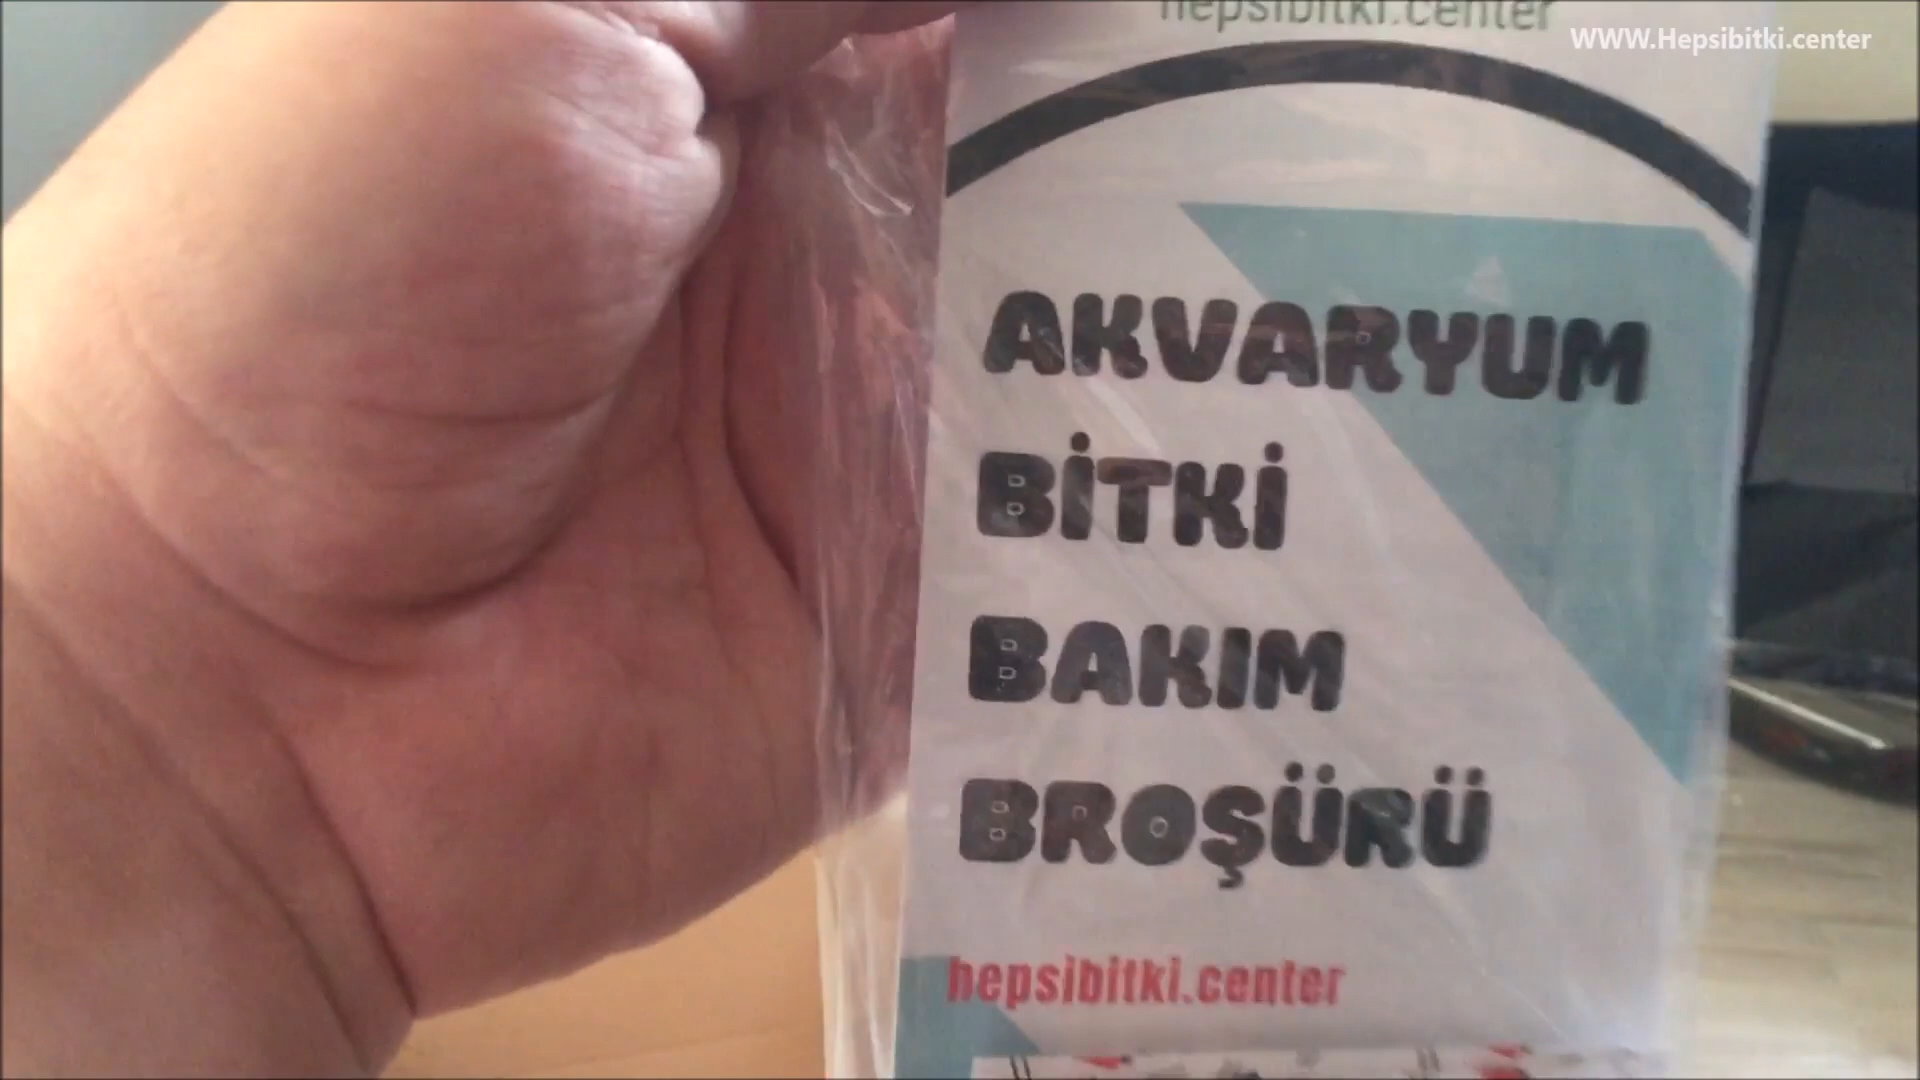 hepsibitki.center
WWW.Hepsibitki.center
AKVARYUM
BİTKİ
BAKIM
BROŞÜRÜ
hepsibitki.center